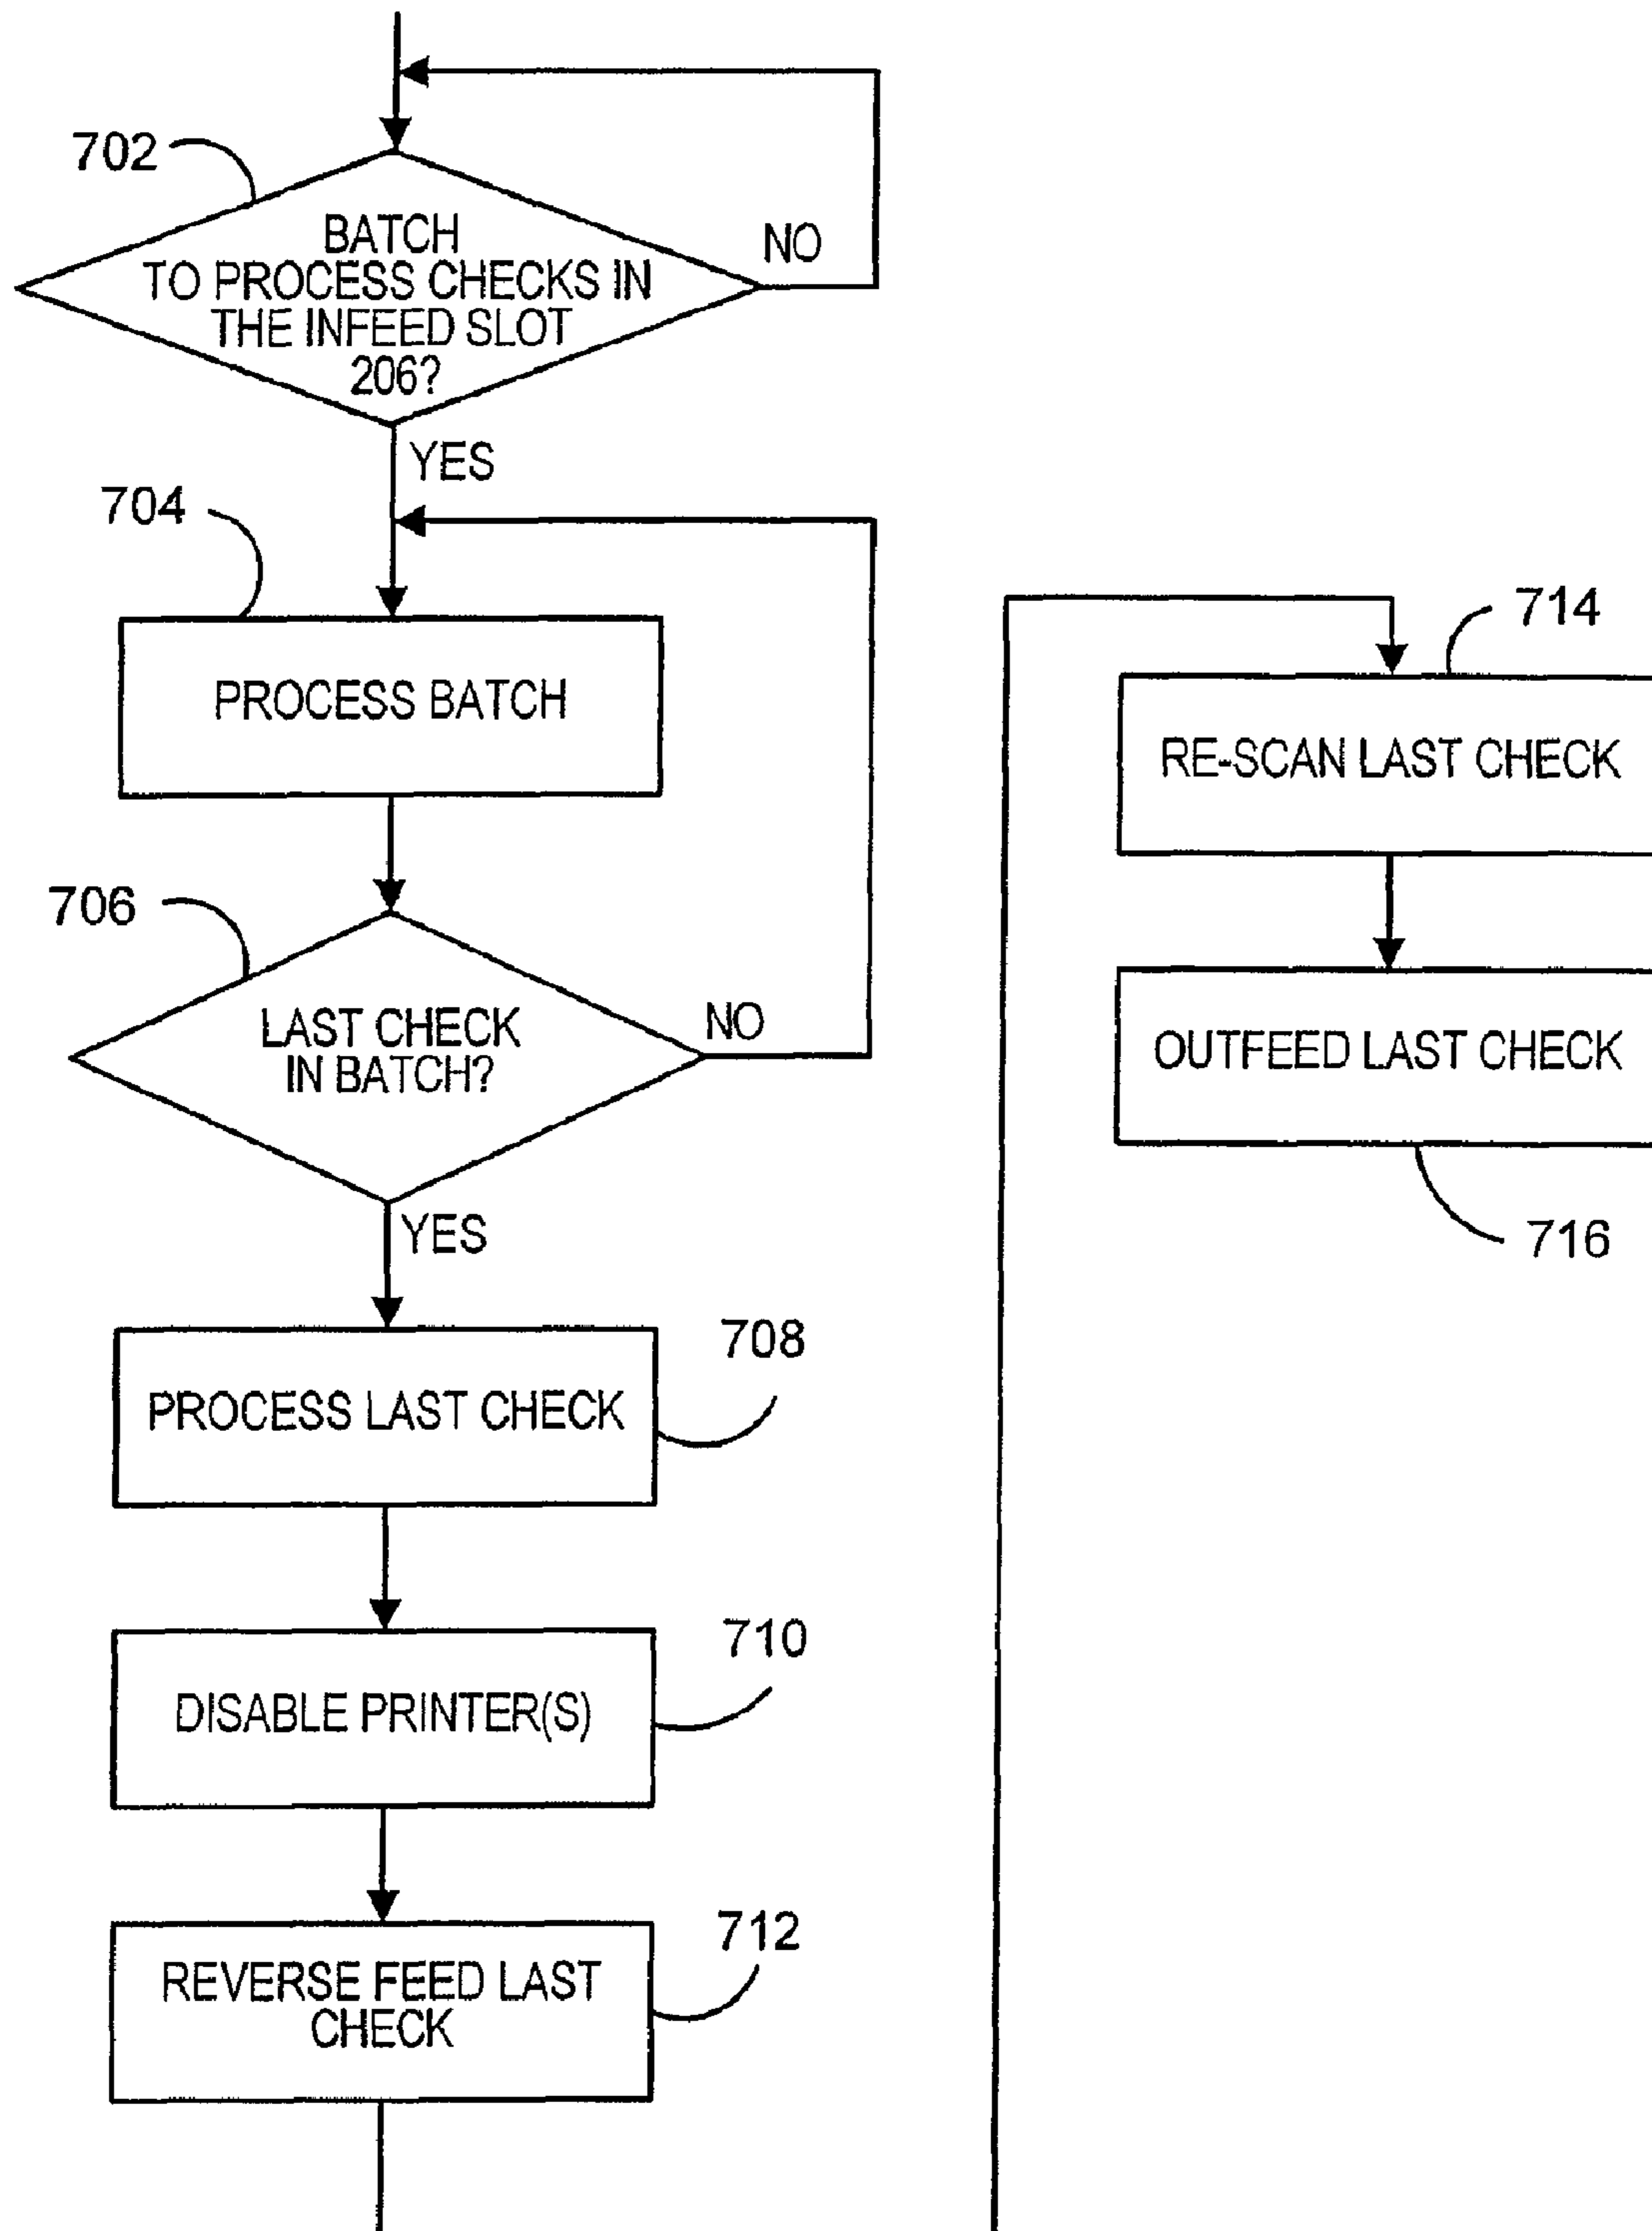 702
BATCH
TO PROCESS CHECKS IN
THE INFEED SLOT
206?
NO
YES
704
PROCESS BATCH
706
LAST CHECK
IN BATCH?
NO
YES
708
PROCESS LAST CHECK
710
DISABLE PRINTER(S)
712
REVERSE FEED LAST
CHECK
714
RE-SCAN LAST CHECK
OUTFEED LAST CHECK
716